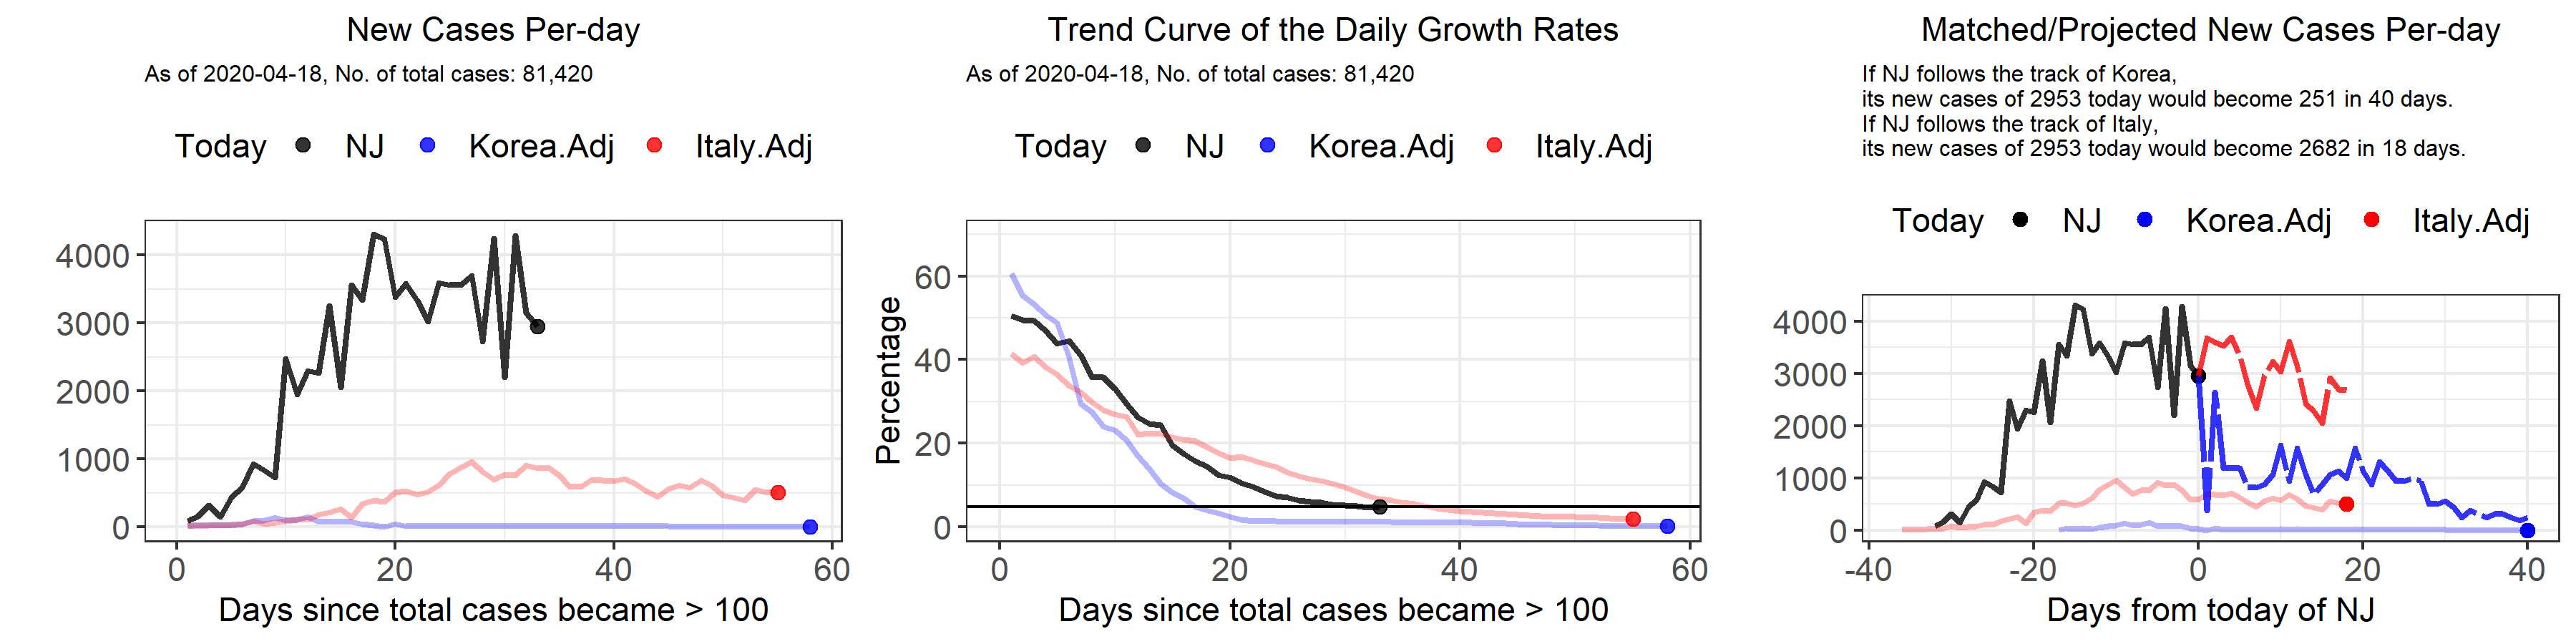 New Cases Per-day
As of 2020-04-18, No. of total cases: 81,420
Today NJ Korea.Adj Italy.Adj
4000
3000
2000
1000
0
0 20 40 60
Days since total cases became > 100
Trend Curve of the Daily Growth Rates
As of 2020-04-18, No. of total cases: 81,420
Today NJ Korea.Adj Italy.Adj
Percentage
60
40
20
0
0 20 40 60
Days since total cases became > 100
Matched/Projected New Cases Per-day
If NJ follows the track of Korea,
its new cases of 2953 today would become 251 in 40 days.
If NJ follows the track of Italy,
its new cases of 2953 today would become 2682 in 18 days.
Today NJ Korea.Adj Italy.Adj
4000
3000
2000
1000
0
-40 -20 0 20 40
Days from today of NJ